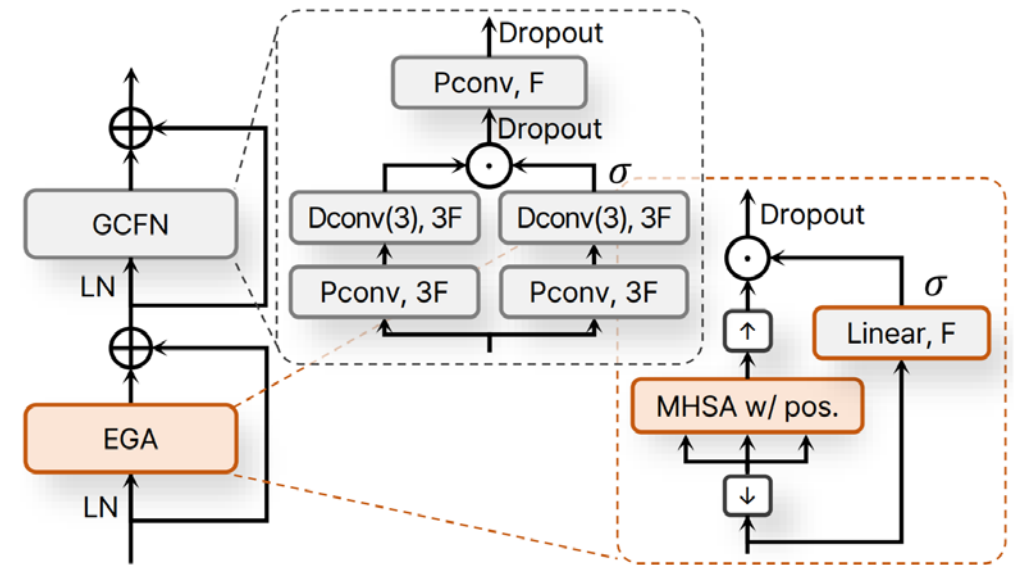 GCFN
LN
EGA
LN
Dropout
Pconv, F
Dropout
σ
Dconv(3), 3F
Dconv(3), 3F
Pconv, 3F
Pconv, 3F
Dropout
σ
↑
Linear, F
MHSA w/ pos.
↓